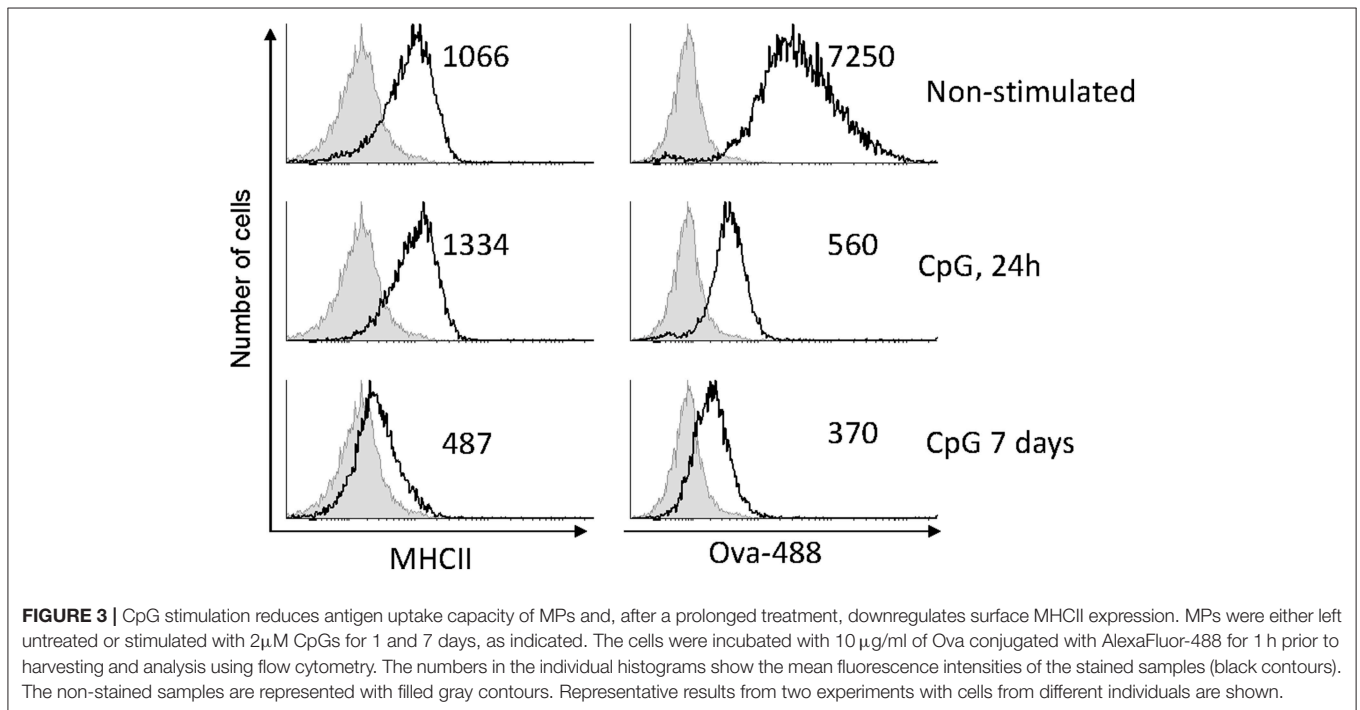 1066
7250
Non-stimulated
1334
560
CpG, 24h
487
370
CpG 7 days
Number of cells
MHCII
Ova-488
FIGURE 3 | CpG stimulation reduces antigen uptake capacity of MPs and, after a prolonged treatment, downregulates surface MHCII expression. MPs were either left
untreated or stimulated with 2μM CpGs for 1 and 7 days, as indicated. The cells were incubated with 10 μg/ml of Ova conjugated with AlexaFluor-488 for 1 h prior to
harvesting and analysis using flow cytometry. The numbers in the individual histograms show the mean fluorescence intensities of the stained samples (black contours).
The non-stained samples are represented with filled gray contours. Representative results from two experiments with cells from different individuals are shown.